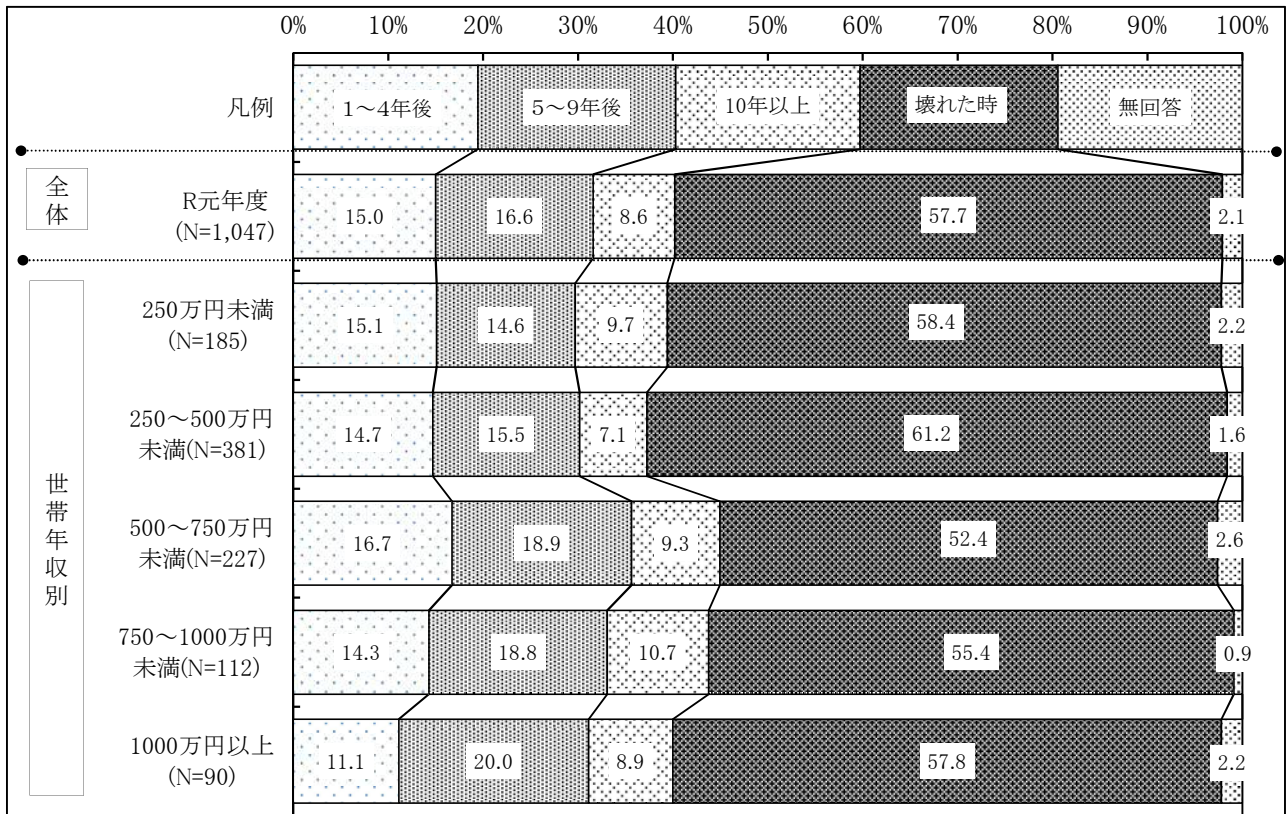 0% 10% 20% 30% 40% 50% 60% 70% 80% 90% 100%
凡例 1～4年後 5～9年後 10年以上 壊れた時 無回答
全体
R元年度
(N=1,047)
15.0 16.6 8.6 57.7 2.1
世帯年収別
250万円未満
(N=185)
15.1 14.6 9.7 58.4 2.2
250～500万円
未満(N=381)
14.7 15.5 7.1 61.2 1.6
500～750万円
未満(N=227)
16.7 18.9 9.3 52.4 2.6
750～1000万円
未満(N=112)
14.3 18.8 10.7 55.4 0.9
1000万円以上
(N=90)
11.1 20.0 8.9 57.8 2.2